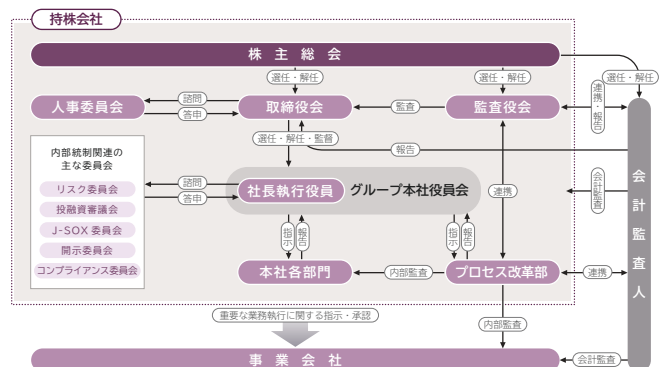 持株会社
株主総会
選任・解任
選任・解任
選任・解任
人事委員会
諮問
答申
取締役会
監査
監査役会
連携・報告
選任・解任・監督
報告
内部統制関連の
主な委員会
リスク委員会
投融資審議会
J-SOX 委員会
開示委員会
コンプライアンス委員会
諮問
答申
社長執行役員
グループ本社役員会
連携
会計監査
会計監査人
指示
報告
指示
報告
本社各部門
内部監査
プロセス改革部
連携
重要な業務執行に関する指示・承認
内部監査
事業会社
会計監査